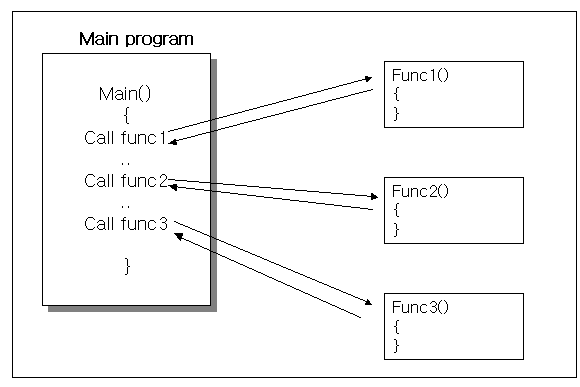 Main program
Main()
{
Call func1
..
Call func2
..
Call func3
}
Func1()
{
}
Func2()
{
}
Func3()
{
}